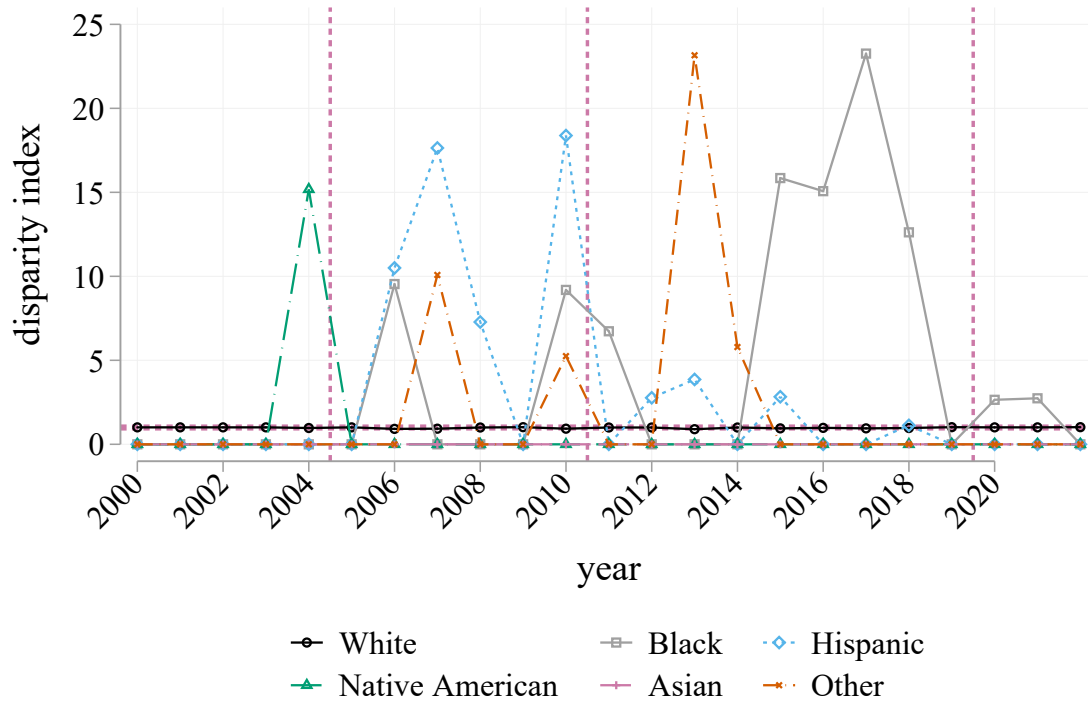 25
20
15
10
5
0
disparity index
2000 2002 2004 2006 2008 2010 2012 2014 2016 2018 2020
year
White Black Hispanic
Native American Asian Other